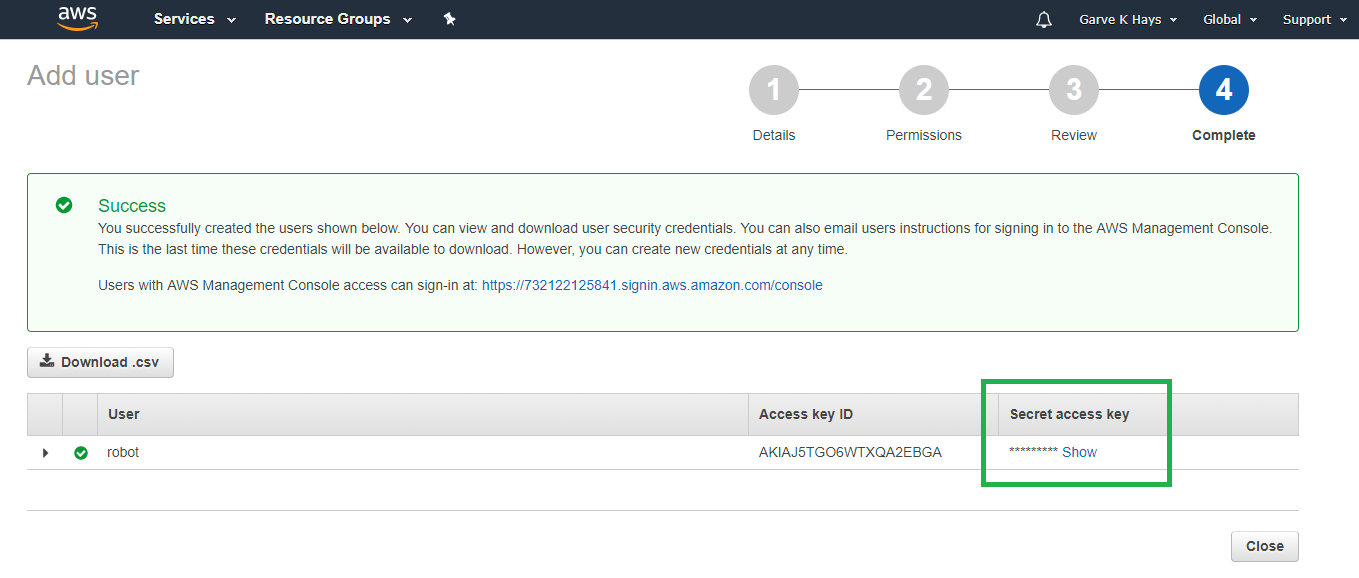 aws Services Resource Groups Garve K Hays Global Support
Add user
1 2 3 4
Details Permissions Review Complete
Success
You successfully created the users shown below. You can view and download user security credentials. You can also email users instructions for signing in to the AWS Management Console.
This is the last time these credentials will be available to download. However, you can create new credentials at any time.
Users with AWS Management Console access can sign-in at: https://732122125841.signin.aws.amazon.com/console
Download .csv
User Access key ID Secret access key
robot AKIAJ5TGO6WTXQA2EBGA ********* Show
Close